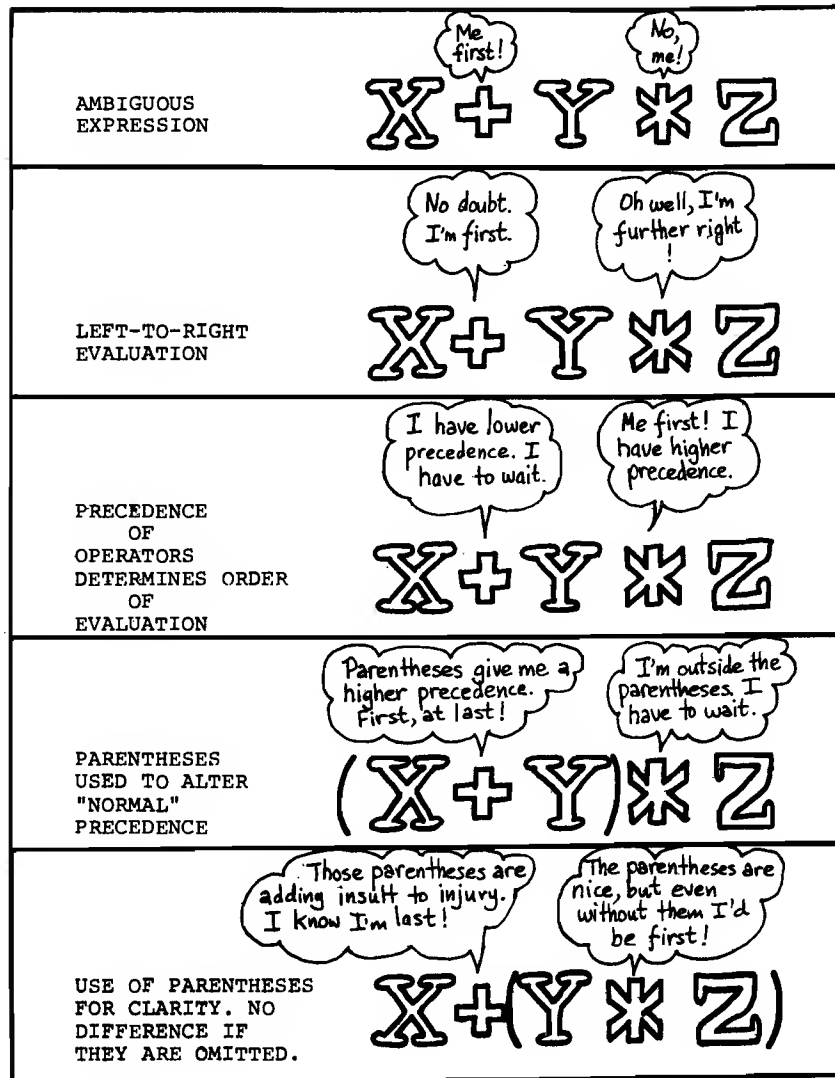 Me
first!
No,
me!
AMBIGUOUS
EXPRESSION
X + Y * Z
No doubt.
I'm first.
Oh well, I'm
further right
!
LEFT-TO-RIGHT
EVALUATION
X + Y * Z
I have lower
precedence. I
have to wait.
Me first! I
have higher
precedence.
PRECEDENCE
OF
OPERATORS
DETERMINES ORDER
OF
EVALUATION
X + Y * Z
Parentheses give me a
higher precedence.
First, at last!
I'm outside the
parentheses. I
have to wait.
PARENTHESES
USED TO ALTER
"NORMAL"
PRECEDENCE
(X + Y) * Z
Those parentheses are
adding insult to injury.
I know I'm last!
The parentheses are
nice, but even
without them I'd
be first!
USE OF PARENTHESES
FOR CLARITY. NO
DIFFERENCE IF
THEY ARE OMITTED.
X + (Y * Z)